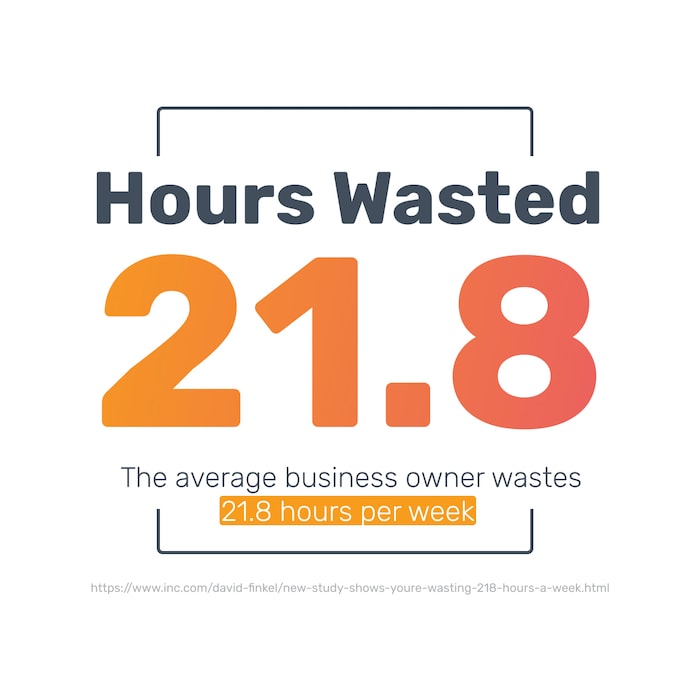 Hours Wasted
21.8
The average business owner wastes
21.8 hours per week
https://www.inc.com/david-finkel/new-study-shows-youre-wasting-218-hours-a-week.html